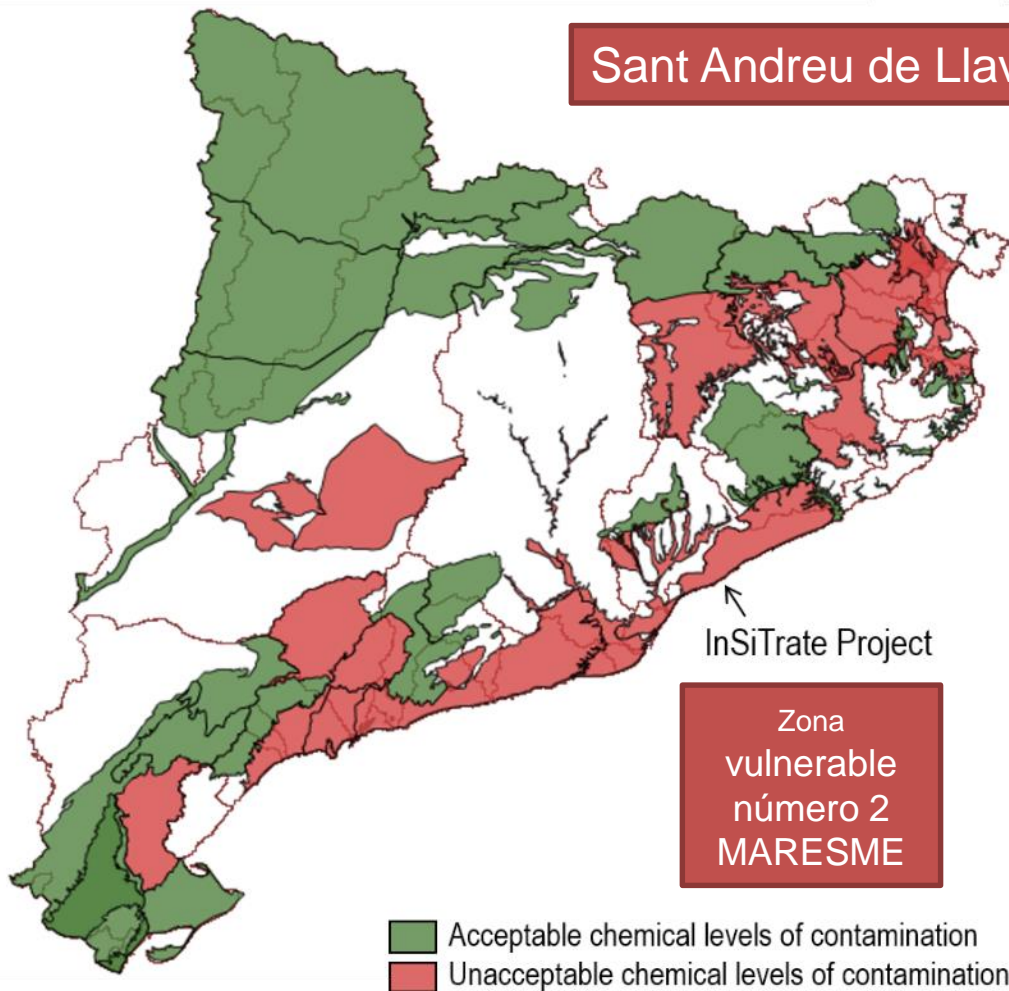 Sant Andreu de Llav
InSiTrate Project
Zona
vulnerable
número 2
MARESME
Acceptable chemical levels of contamination
Unacceptable chemical levels of contamination